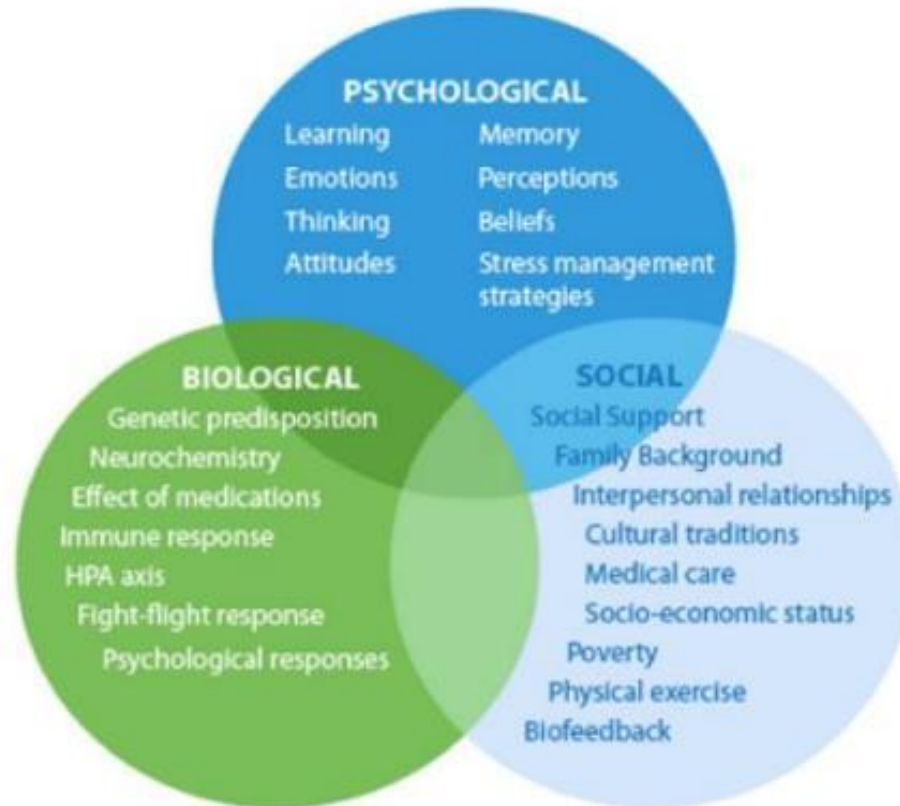 PSYCHOLOGICAL
Learning
Memory
Emotions
Perceptions
Thinking
Beliefs
Attitudes
Stress management
strategies
BIOLOGICAL
Genetic predisposition
Neurochemistry
Effect of medications
Immune response
HPA axis
Fight-flight response
Psychological responses
SOCIAL
Social Support
Family Background
Interpersonal relationships
Cultural traditions
Medical care
Socio-economic status
Poverty
Physical exercise
Biofeedback